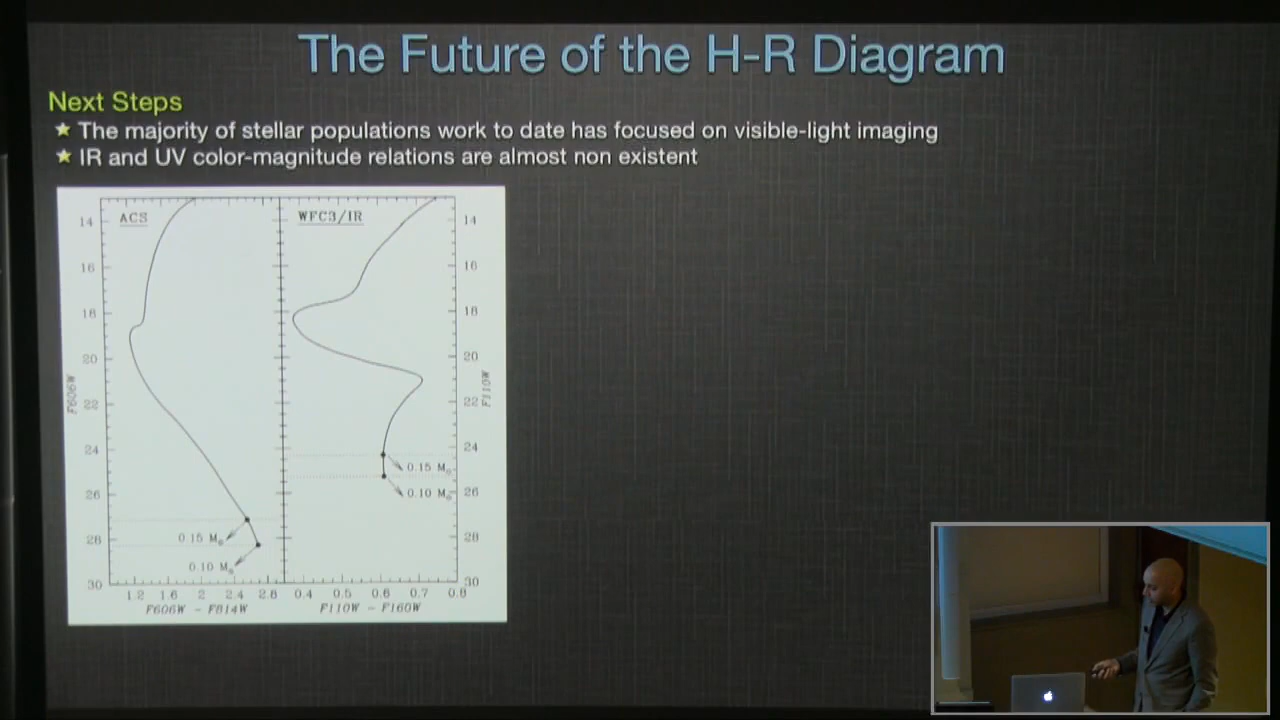 The Future of the H-R Diagram
Next Steps
★ The majority of stellar populations work to date has focused on visible-light imaging
★ IR and UV color-magnitude relations are almost non existent
ACS
WFC3/IR
14
16
18
20
22
24
26
28
30
F606W
14
16
18
20
22
24
26
28
30
F110W
0.15 M☉
0.10 M☉
0.15 M☉
0.10 M☉
1.2 1.6 2 2.4 2.8
0.4 0.5 0.6 0.7 0.8
F606W - F814W
F110W - F160W